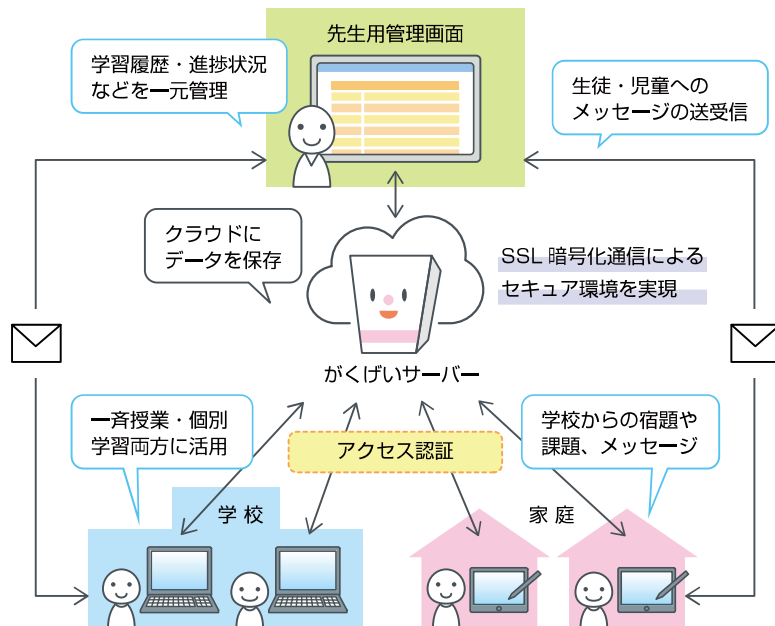 先生用管理画面
学習履歴・進捗状況
などを一元管理
生徒・児童への
メッセージの送受信
クラウドに
データを保存
SSL 暗号化通信による
セキュア環境を実現
がくげいサーバー
一斉授業・個別
学習両方に活用
アクセス認証
学校からの宿題や
課題、メッセージ
学 校
家 庭